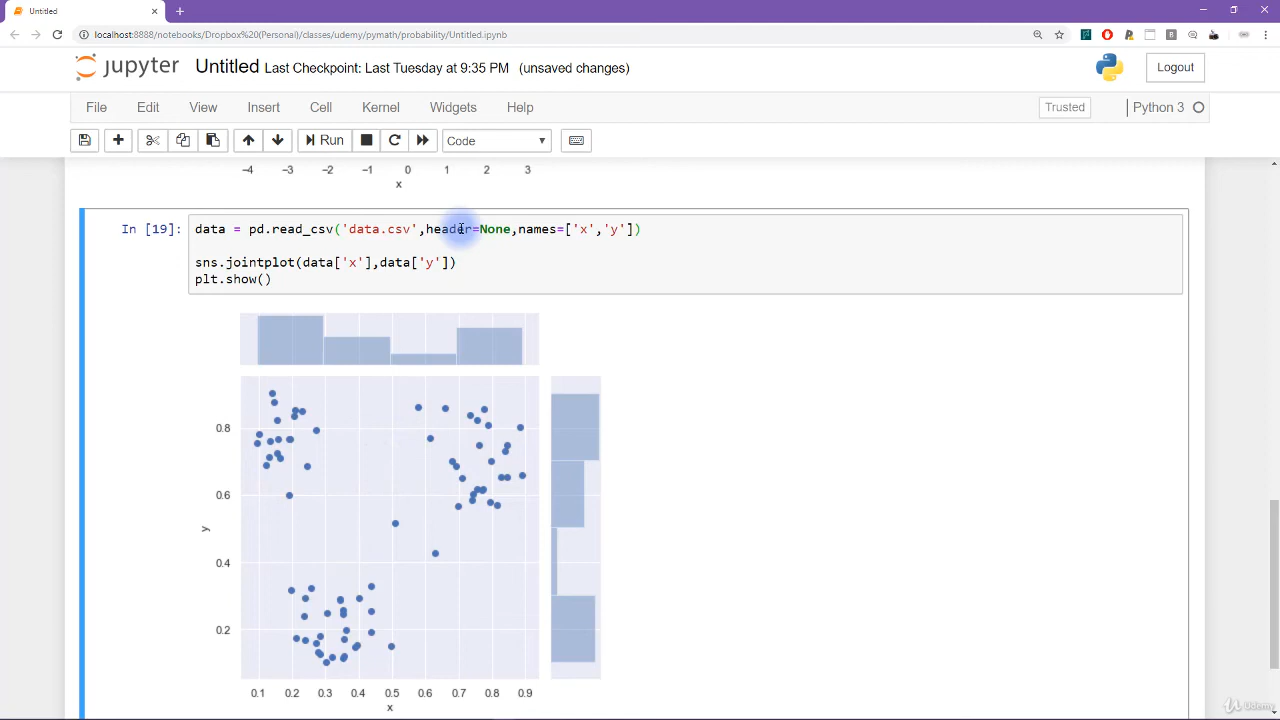 Untitled
localhost:8888/notebooks/Dropbox%20(Personal)/classes/udemy/pymath/probability/Untitled.ipynb
jupyter Untitled Last Checkpoint: Last Tuesday at 9:35 PM (unsaved changes) Logout
File Edit View Insert Cell Kernel Widgets Help Trusted Python 3
Run Code
−4 −3 −2 −1 0 1 2 3
x
In [19]: data = pd.read_csv('data.csv',header=None,names=['x','y'])
sns.jointplot(data['x'],data['y'])
plt.show()
0.8
0.6
y
0.4
0.2
0.1 0.2 0.3 0.4 0.5 0.6 0.7 0.8 0.9
x
Udemy